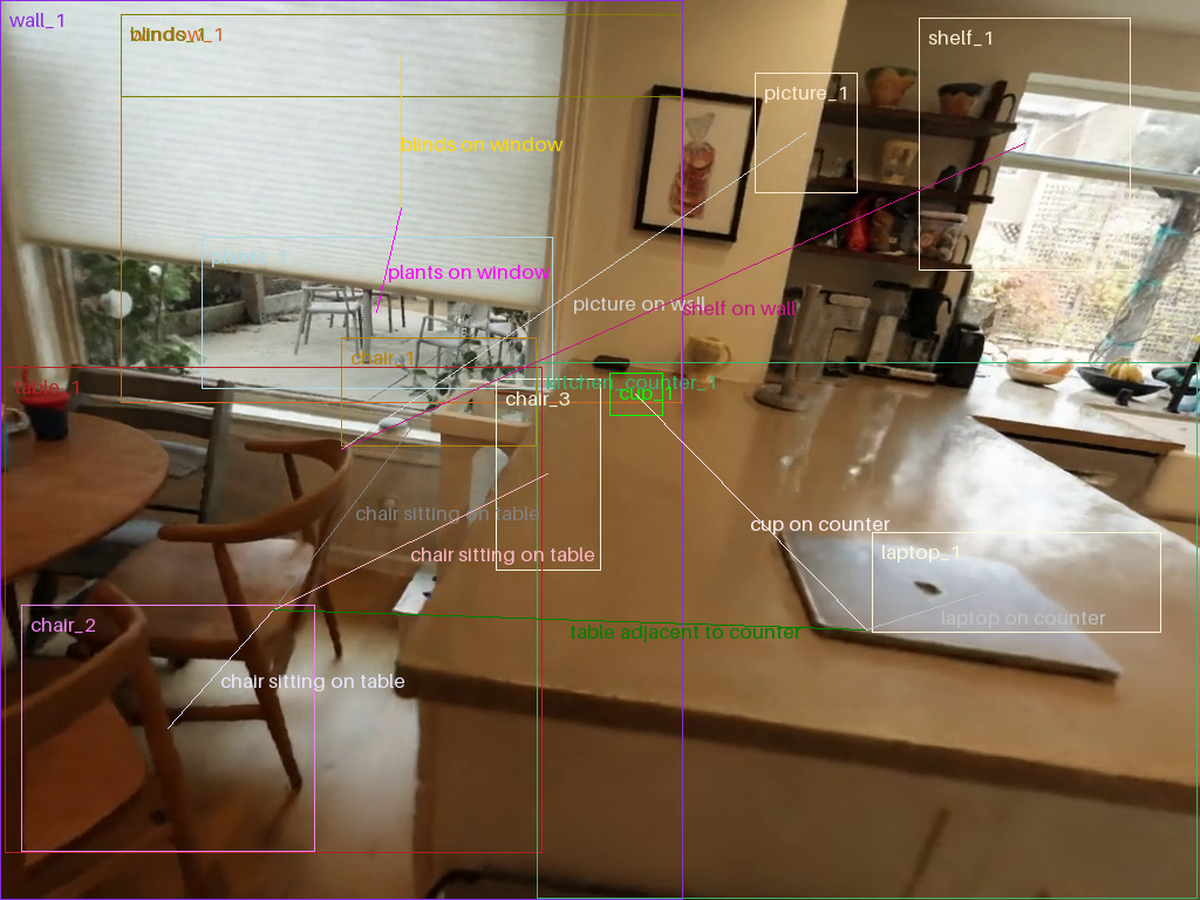 wall_1
blinds_1
window_1
shelf_1
picture_1
blinds on window
plants_1
plants on window
picture on wall
shelf on wall
chair_1
table_1
kitchen_counter_1
chair_3
cup_1
chair sitting on table
cup on counter
chair sitting on table
laptop_1
laptop on counter
chair_2
table adjacent to counter
chair sitting on table